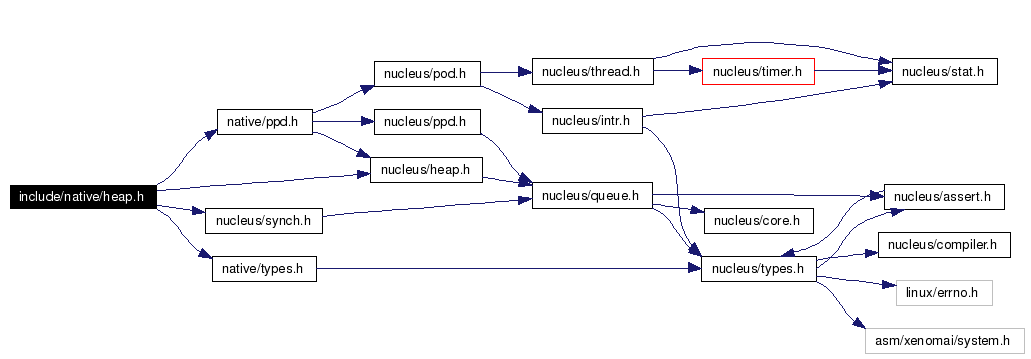 include/native/heap.h
native/ppd.h
nucleus/synch.h
native/types.h
nucleus/pod.h
nucleus/ppd.h
nucleus/heap.h
nucleus/thread.h
nucleus/intr.h
nucleus/queue.h
nucleus/timer.h
nucleus/core.h
nucleus/types.h
nucleus/stat.h
nucleus/assert.h
nucleus/compiler.h
linux/errno.h
asm/xenomai/system.h